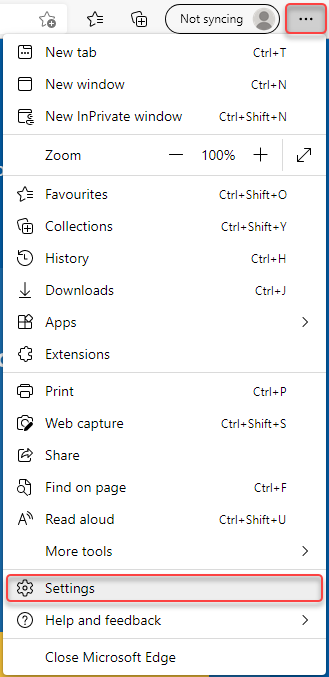 Not syncing
New tab Ctrl+T
New window Ctrl+N
New InPrivate window Ctrl+Shift+N
Zoom 100%
Favourites Ctrl+Shift+O
Collections Ctrl+Shift+Y
History Ctrl+H
Downloads Ctrl+J
Apps
Extensions
Print Ctrl+P
Web capture Ctrl+Shift+S
Share
Find on page Ctrl+F
Read aloud Ctrl+Shift+U
More tools
Settings
Help and feedback
Close Microsoft Edge